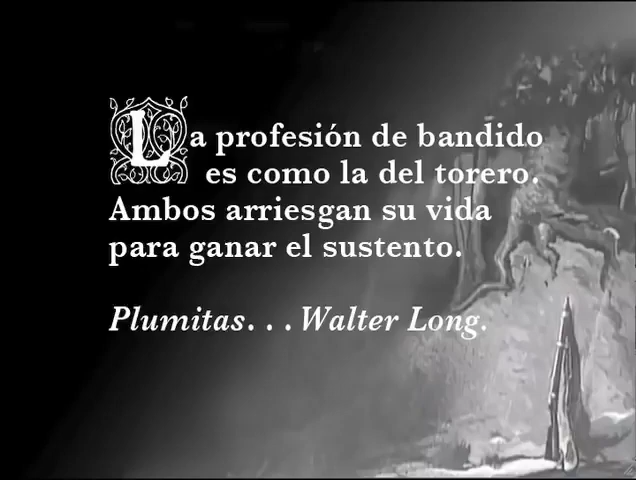 La profesión de bandido
es como la del torero.
Ambos arriesgan su vida
para ganar el sustento.
Plumitas. . . Walter Long.